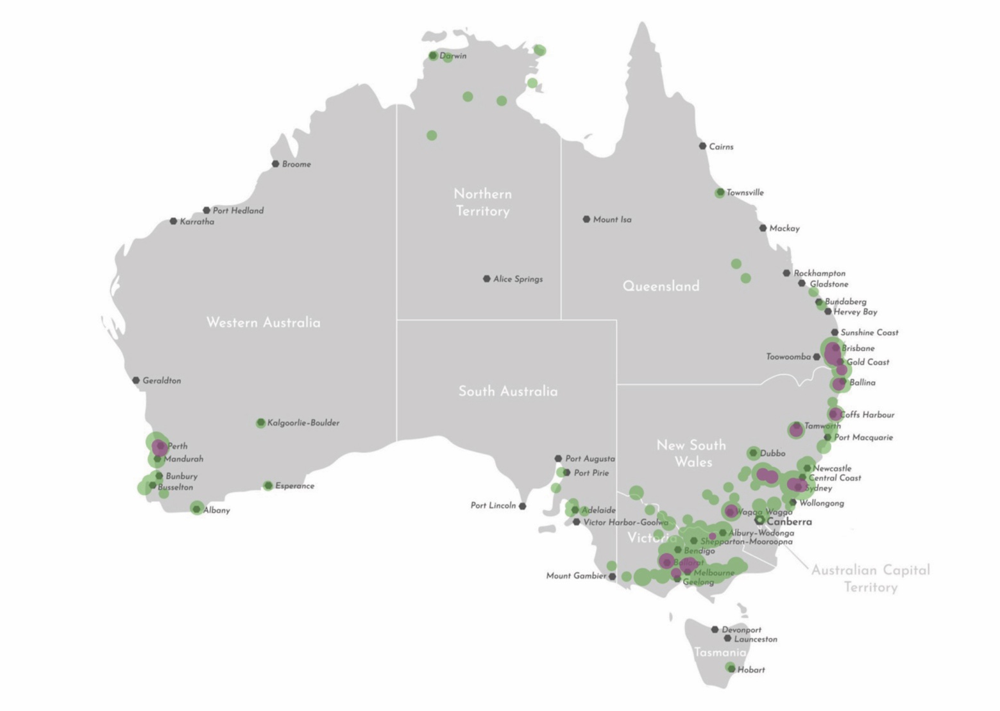 Darwin
Cairns
Broome
Northern
Territory
Townsville
Port Hedland
Karratha
Mount Isa
Mackay
Rockhampton
Alice Springs
Gladstone
Queensland
Bundaberg
Hervey Bay
Western Australia
Sunshine Coast
Brisbane
Toowoomba
Gold Coast
Geraldton
Ballina
South Australia
Coffs Harbour
Kalgoorlie-Boulder
Tamworth
Port Macquarie
Perth
New South
Wales
Dubbo
Mandurah
Port Augusta
Newcastle
Port Pirie
Bunbury
Central Coast
Busselton
Esperance
Sydney
Wollongong
Port Lincoln
Albany
Adelaide
Wagga Wagga
Victor Harbor-Goolwa
Canberra
Albury-Wodonga
Victoria
Shepparton-Mooroopna
Bendigo
Ballarat
Australian Capital
Territory
Melbourne
Mount Gambier
Geelong
Devonport
Launceston
Tasmania
Hobart